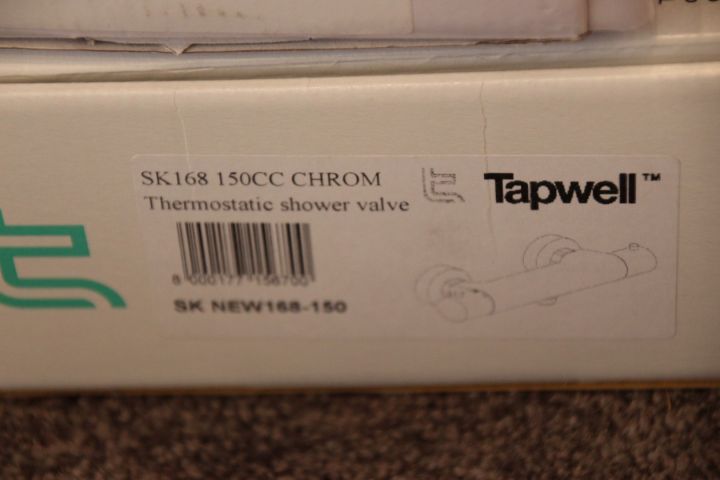 SK168 150CC CHROM
Thermostatic shower valve
Tapwell™
8 000177 156700
SK NEW168-150